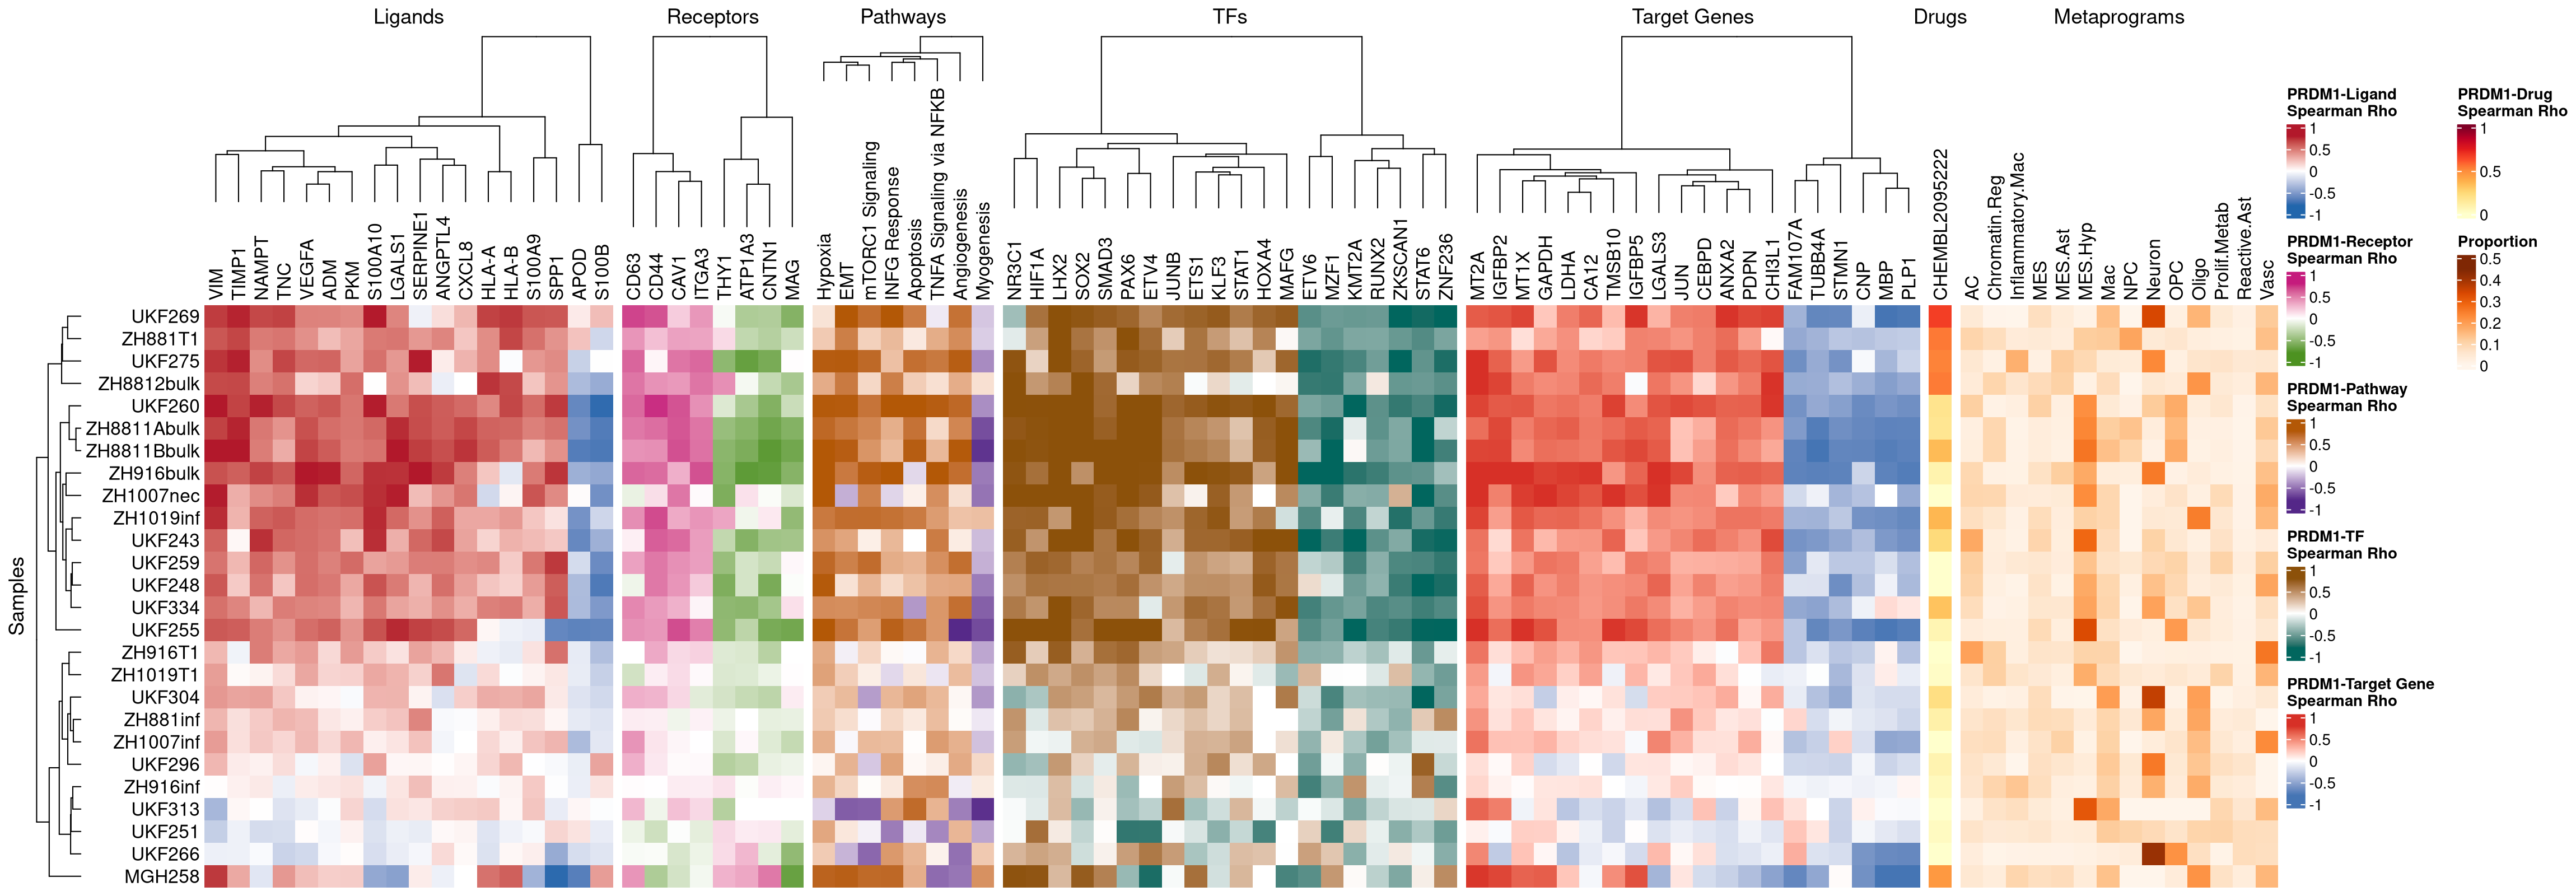 Ligands
Receptors
Pathways
TFs
Target Genes
Drugs
Metaprograms
VIM
TIMP1
NAMPT
TNC
VEGFA
ADM
PKM
S100A10
LGALS1
SERPINE1
ANGPTL4
CXCL8
HLA-A
HLA-B
S100A9
SPP1
APOD
S100B
CD63
CD44
CAV1
ITGA3
THY1
ATP1A3
CNTN1
MAG
Hypoxia
EMT
mTORC1 Signaling
INFG Response
Apoptosis
TNFA Signaling via NFKB
Angiogenesis
Myogenesis
NR3C1
HIF1A
LHX2
SOX2
SMAD3
PAX6
ETV4
JUNB
ETS1
KLF3
STAT1
HOXA4
MAFG
ETV6
MZF1
KMT2A
RUNX2
ZKSCAN1
STAT6
ZNF236
MT2A
IGFBP2
MT1X
GAPDH
LDHA
CA12
TMSB10
IGFBP5
LGALS3
JUN
CEBPD
ANXA2
PDPN
CHI3L1
FAM107A
TUBB4A
STMN1
CNP
MBP
PLP1
CHEMBL2095222
AC
Chromatin.Reg
Inflammatory.Mac
MES
MES.Ast
MES.Hyp
Mac
NPC
Neuron
OPC
Oligo
Prolif.Metab
Reactive.Ast
Vasc
Samples
UKF269
ZH881T1
UKF275
ZH8812bulk
UKF260
ZH8811Abulk
ZH8811Bbulk
ZH916bulk
ZH1007nec
ZH1019inf
UKF243
UKF259
UKF248
UKF334
UKF255
ZH916T1
ZH1019T1
UKF304
ZH881inf
ZH1007inf
UKF296
ZH916inf
UKF313
UKF251
UKF266
MGH258
PRDM1-Ligand
Spearman Rho
1
0.5
0
-0.5
-1
PRDM1-Receptor
Spearman Rho
1
0.5
0
-0.5
-1
PRDM1-Pathway
Spearman Rho
1
0.5
0
-0.5
-1
PRDM1-TF
Spearman Rho
1
0.5
0
-0.5
-1
PRDM1-Target Gene
Spearman Rho
1
0.5
0
-0.5
-1
PRDM1-Drug
Spearman Rho
1
0.5
0
Proportion
0.5
0.4
0.3
0.2
0.1
0